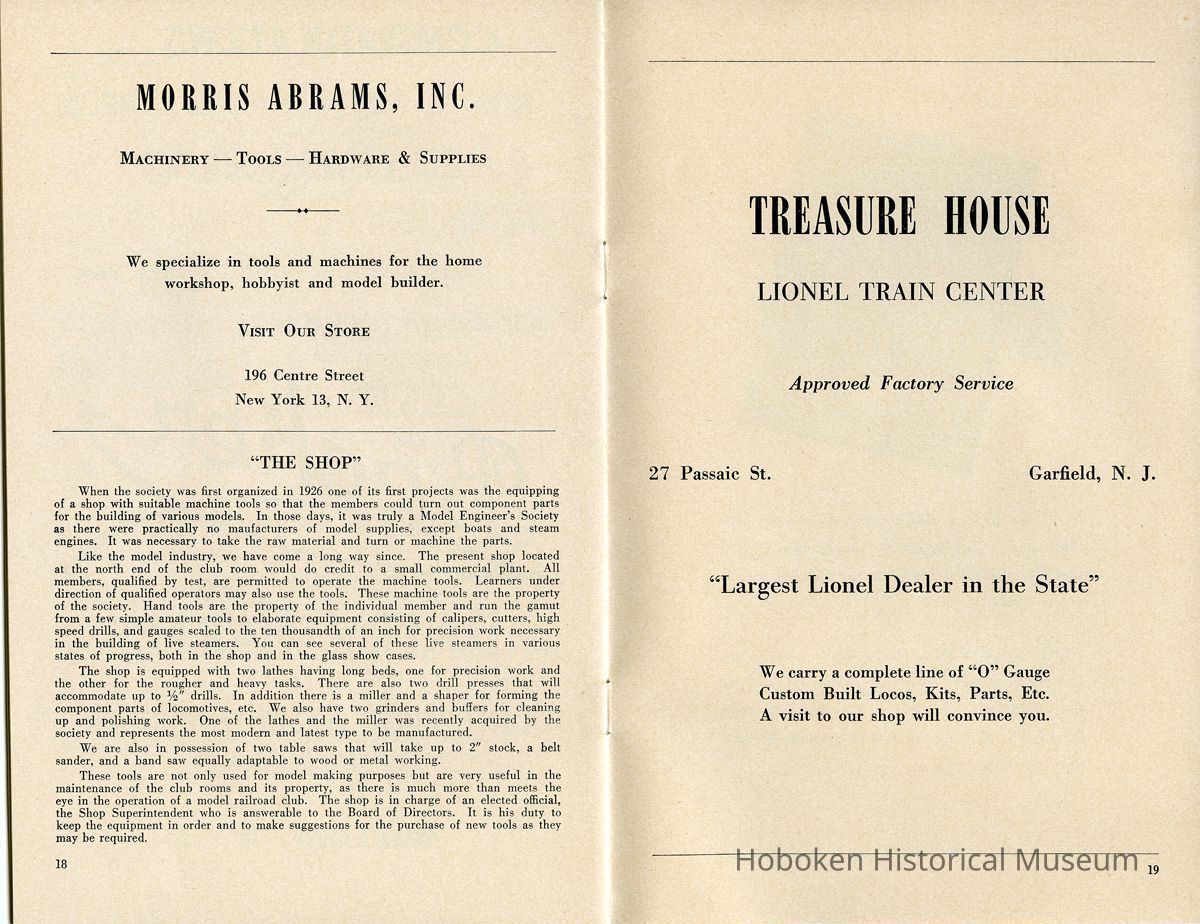 MORRIS ABRAMS, INC.
MACHINERY — TOOLS — HARDWARE & SUPPLIES
We specialize in tools and machines for the home
workshop, hobbyist and model builder.
VISIT OUR STORE
196 Centre Street
New York 13, N. Y.
“THE SHOP”
When the society was first organized in 1926 one of its first projects was the equipping
of a shop with suitable machine tools so that the members could turn out component parts
for the building of various models. In those days, it was truly a Model Engineer's Society
as there were practically no maufacturers of model supplies, except boats and steam
engines. It was necessary to take the raw material and turn or machine the parts.
Like the model industry, we have come a long way since. The present shop located
at the north end of the club room would do credit to a small commercial plant. All
members, qualified by test, are permitted to operate the machine tools. Learners under
direction of qualified operators may also use the tools. These machine tools are the property
of the society. Hand tools are the property of the individual member and run the gamut
from a few simple amateur tools to elaborate equipment consisting of calipers, cutters, high
speed drills, and gauges scaled to the ten thousandth of an inch for precision work necessary
in the building of live steamers. You can see several of these live steamers in various
states of progress, both in the shop and in the glass show cases.
The shop is equipped with two lathes having long beds, one for precision work and
the other for the rougher and heavy tasks. There are also two drill presses that will
accommodate up to ½″ drills. In addition there is a miller and a shaper for forming the
component parts of locomotives, etc. We also have two grinders and buffers for cleaning
up and polishing work. One of the lathes and the miller was recently acquired by the
society and represents the most modern and latest type to be manufactured.
We are also in possession of two table saws that will take up to 2″ stock, a belt
sander, and a band saw equally adaptable to wood or metal working.
These tools are not only used for model making purposes but are very useful in the
maintenance of the club rooms and its property, as there is much more than meets the
eye in the operation of a model railroad club. The shop is in charge of an elected official,
the Shop Superintendent who is answerable to the Board of Directors. It is his duty to
keep the equipment in order and to make suggestions for the purchase of new tools as they
may be required.
18
TREASURE HOUSE
LIONEL TRAIN CENTER
Approved Factory Service
27 Passaic St. Garfield, N. J.
“Largest Lionel Dealer in the State”
We carry a complete line of “O” Gauge
Custom Built Locos, Kits, Parts, Etc.
A visit to our shop will convince you.
Hoboken Historical Museum
19